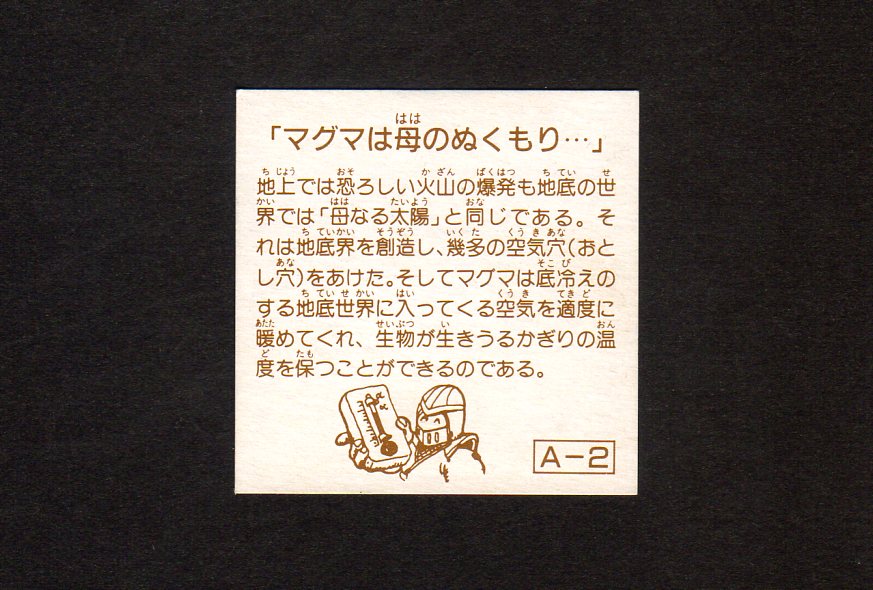 「マグマは母のぬくもり…」
地上では恐ろしい火山の爆発も地底の世
界では「母なる太陽」と同じである。そ
れは地底界を創造し、幾多の空気穴(おと
し穴)をあけた。そしてマグマは底冷えの
する地底世界に入ってくる空気を適度に
暖めてくれ、生物が生きうるかぎりの温
度を保つことができるのである。
A-2